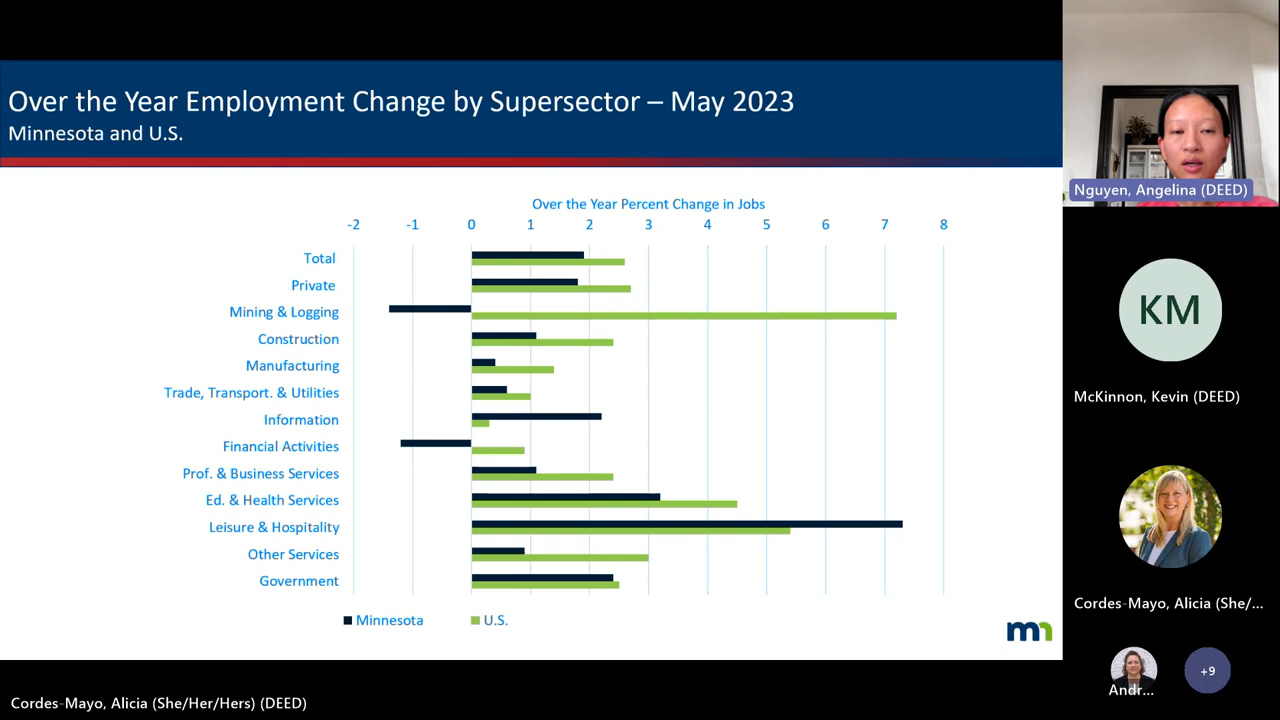 Over the Year Employment Change by Supersector – May 2023
Minnesota and U.S.
Over the Year Percent Change in Jobs
-2 -1 0 1 2 3 4 5 6 7 8
Total
Private
Mining & Logging
Construction
Manufacturing
Trade, Transport. & Utilities
Information
Financial Activities
Prof. & Business Services
Ed. & Health Services
Leisure & Hospitality
Other Services
Government
Minnesota U.S.
mn
Nguyen, Angelina (DEED)
KM
McKinnon, Kevin (DEED)
Cordes-Mayo, Alicia (She/...
Andr...
+9
Cordes-Mayo, Alicia (She/Her/Hers) (DEED)